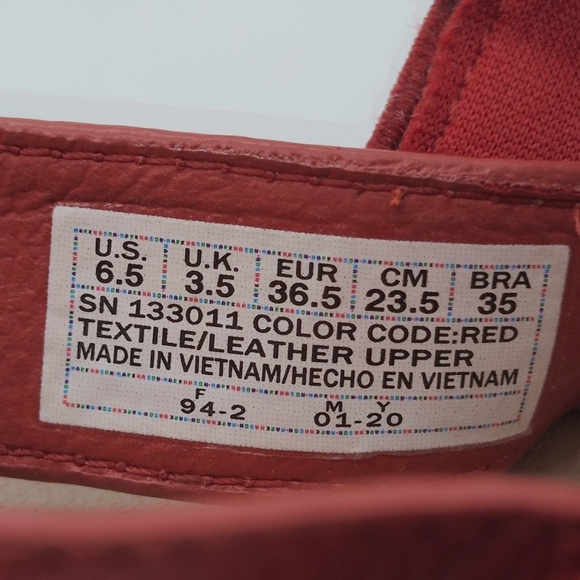 U.S. U.K. EUR CM BRA
6.5 3.5 36.5 23.5 35
SN 133011 COLOR CODE:RED
TEXTILE/LEATHER UPPER
MADE IN VIETNAM/HECHO EN VIETNAM
F M Y
94-2 01-20